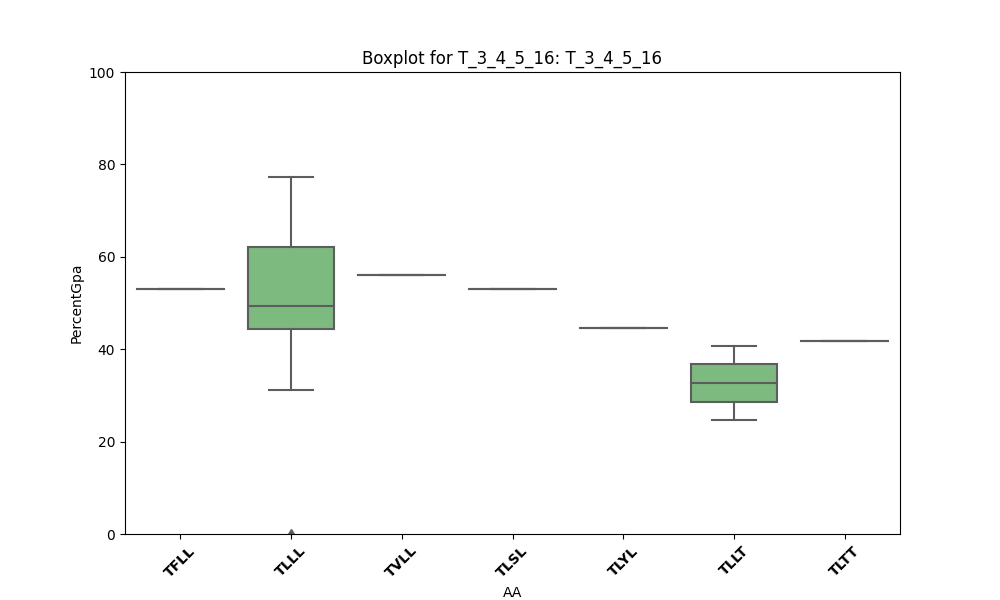 Boxplot for T_3_4_5_16: T_3_4_5_16
100
80
60
40
20
0
PercentGpa
TFLL
TLLL
TVLL
TLSL
TLYL
TLLT
TLTT
AA